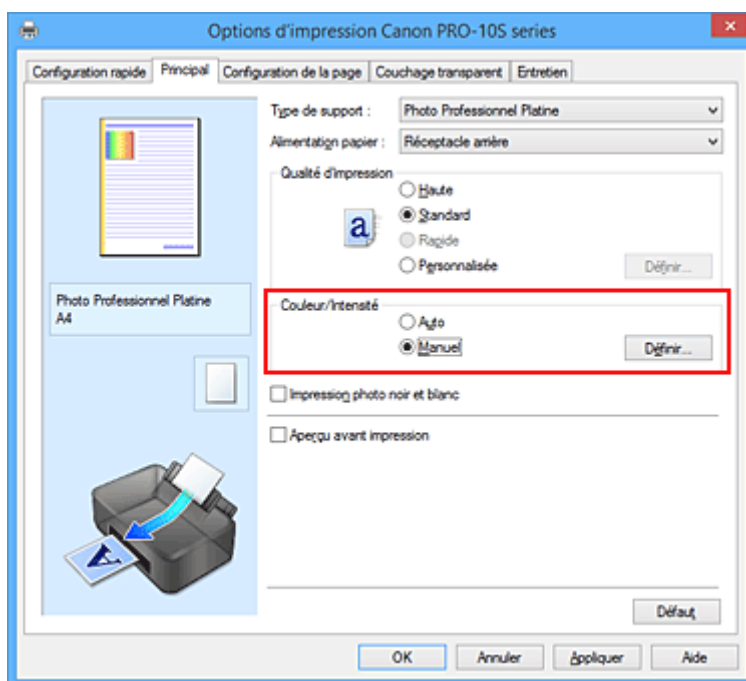 Options d'impression Canon PRO-10S series
Configuration rapide Principal Configuration de la page Couchage transparent Entretien
Type de support : Photo Professionnel Platine
Alimentation papier : Réceptacle arrière
Qualité d'impression
Haute
Standard
Rapide
Personnalisée Définir...
Photo Professionnel Platine
A4
Couleur/Intensité
Auto
Manuel Définir...
Impression photo noir et blanc
Aperçu avant impression
Défaut
OK Annuler Appliquer Aide